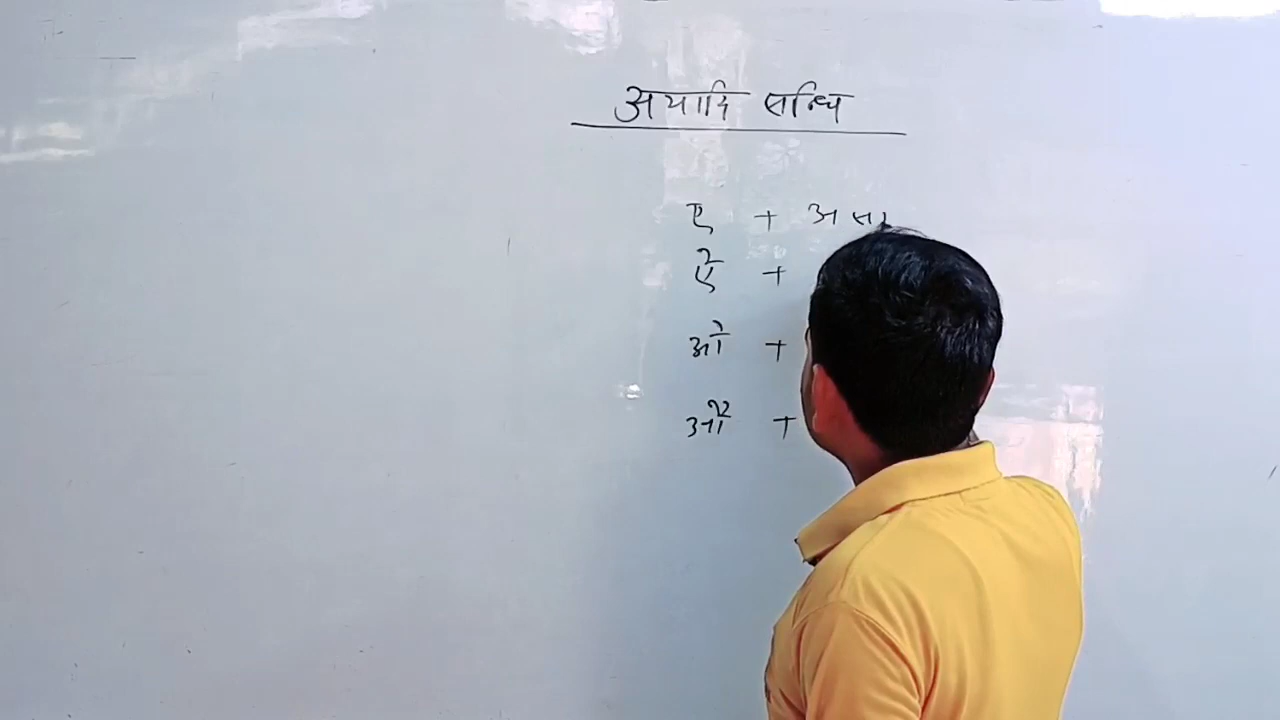 अयादि सन्धि
ए + अ
ऐ +
ओ +
औ +